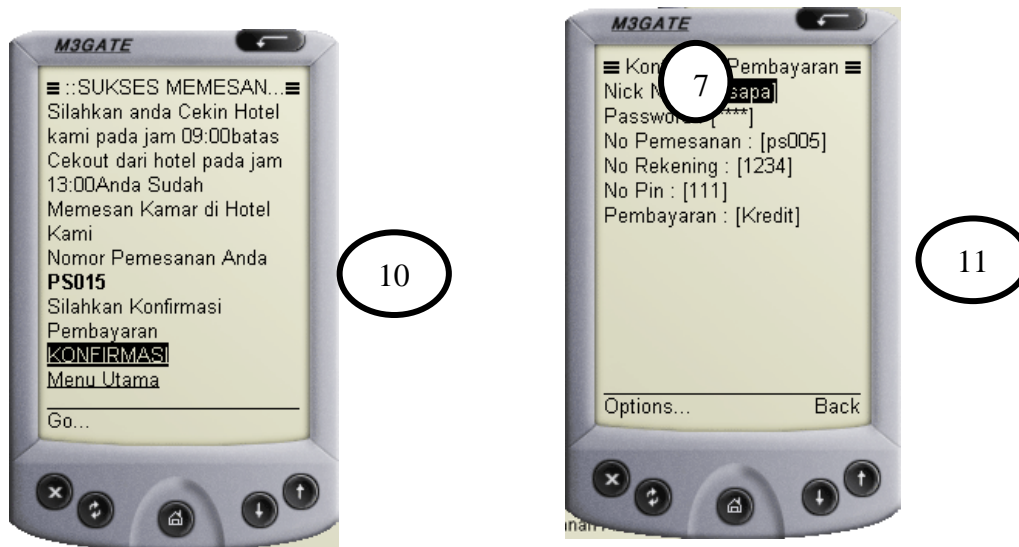 M3GATE
::SUKSES MEMESAN...
Silahkan anda Cekin Hotel
kami pada jam 09:00batas
Cekout dari hotel pada jam
13:00Anda Sudah
Memesan Kamar di Hotel
Kami
Nomor Pemesanan Anda
PS015
Silahkan Konfirmasi
Pembayaran
KONFIRMASI
Menu Utama
Go...
10
M3GATE
Pembayaran
7
Nick
sapa]
[****]
No Pemesanan : [ps005]
No Rekening : [1234]
No Pin : [111]
Pembayaran : [Kredit]
Options... Back
11